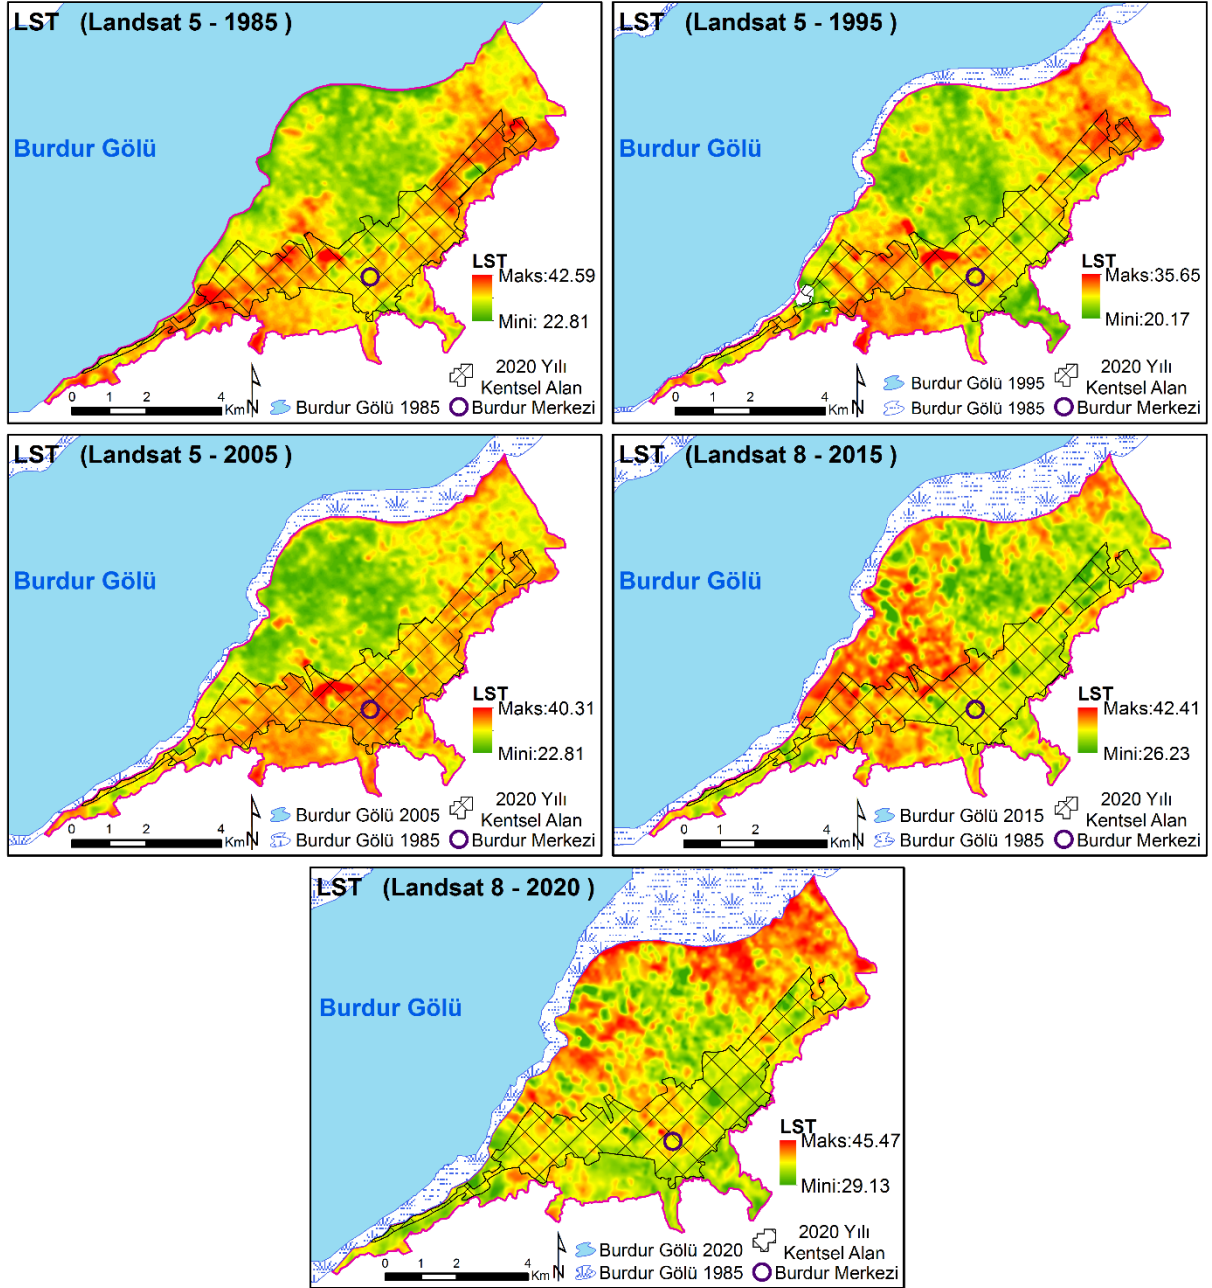 LST (Landsat 5 - 1985 )
Burdur Gölü
LST
Maks:42.59
Mini: 22.81
2020 Yılı
Kentsel Alan
0 1 2 4
Km
N
Burdur Gölü 1985
Burdur Merkezi
LST (Landsat 5 - 1995 )
Burdur Gölü
LST
Maks:35.65
Mini:20.17
2020 Yılı
Kentsel Alan
Burdur Gölü 1995
0 1 2 4
Km
N
Burdur Gölü 1985
Burdur Merkezi
LST (Landsat 5 - 2005 )
Burdur Gölü
LST
Maks:40.31
Mini:22.81
2020 Yılı
Kentsel Alan
Burdur Gölü 2005
0 1 2 4
Km
N
Burdur Gölü 1985
Burdur Merkezi
LST (Landsat 8 - 2015 )
Burdur Gölü
LST
Maks:42.41
Mini:26.23
2020 Yılı
Kentsel Alan
Burdur Gölü 2015
0 1 2 4
Km
N
Burdur Gölü 1985
Burdur Merkezi
LST (Landsat 8 - 2020 )
Burdur Gölü
LST
Maks:45.47
Mini:29.13
2020 Yılı
Kentsel Alan
Burdur Gölü 2020
0 1 2 4
Km
N
Burdur Gölü 1985
Burdur Merkezi